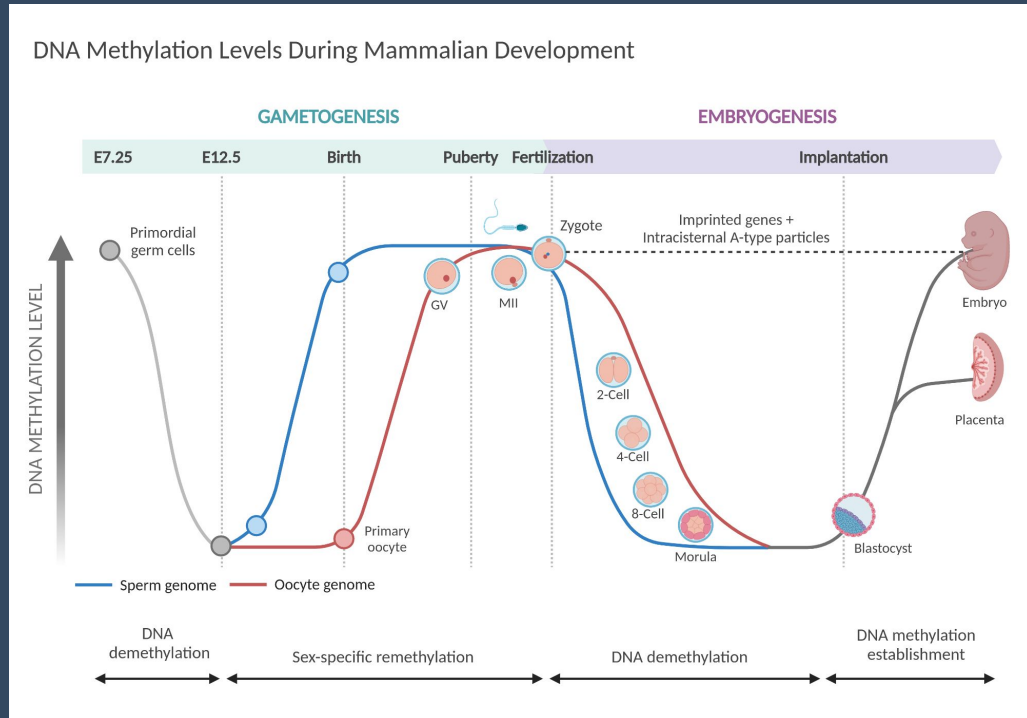 DNA Methylation Levels During Mammalian Development
GAMETOGENESIS
EMBRYOGENESIS
E7.25
E12.5
Birth
Puberty
Fertilization
Implantation
DNA METHYLATION LEVEL
Primordial
germ cells
Zygote
Imprinted genes +
Intracisternal A-type particles
GV
MII
Embryo
2-Cell
4-Cell
8-Cell
Morula
Placenta
Primary
oocyte
Blastocyst
Sperm genome
Oocyte genome
DNA
demethylation
Sex-specific remethylation
DNA demethylation
DNA methylation
establishment